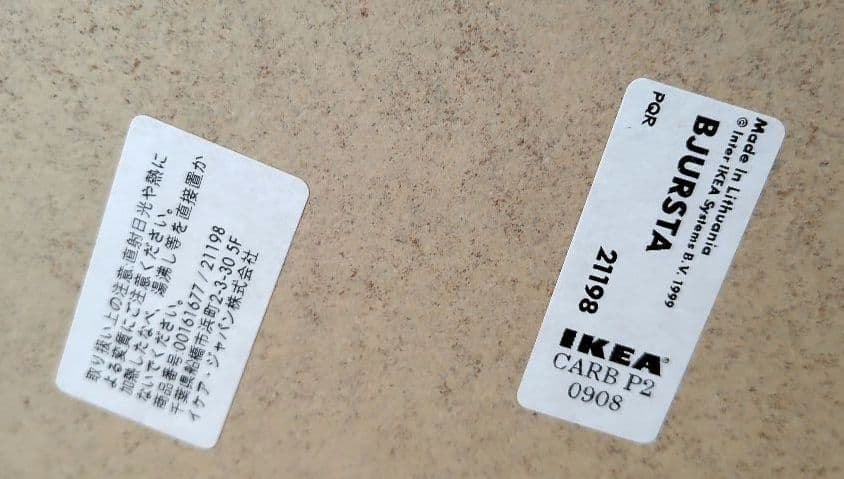 取り扱い上の注意:直射日光や熱に
よる変質にご注意ください。
加熱したなべ、湯沸し等を直接置か
ないでください。
商品番号:00161677/21198
千葉県船橋市浜町2-3-30 5F
イケア・ジャパン株式会社
Made in Lithuania
© Inter IKEA Systems B.V. 1999
BJURSTA
PQR
21198
IKEA®
CARB P2
0908